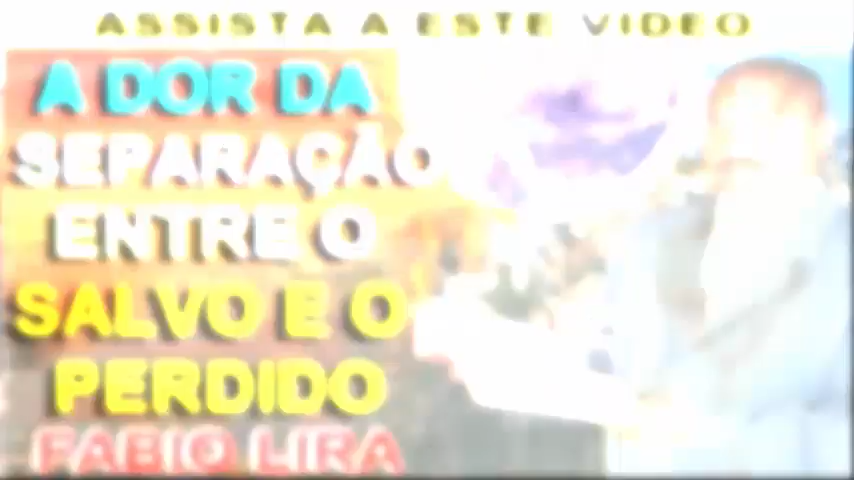 ASSISTA A ESTE VIDEO
A DOR DA
SEPARAÇÃO
ENTRE O
SALVO E O
PERDIDO
FABIO LIRA